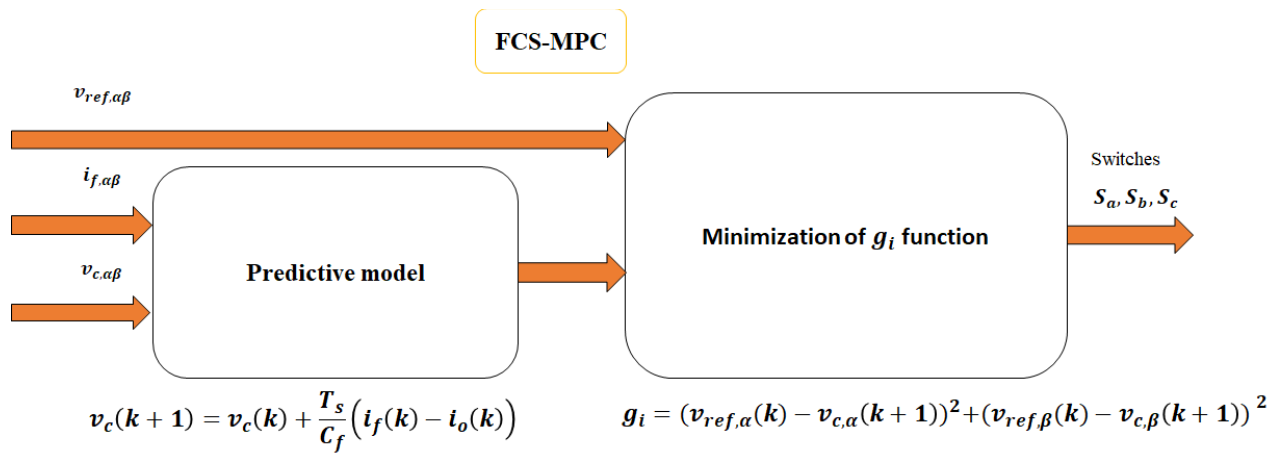 FCS-MPC
v_{ref,αβ}
i_{f,αβ}
v_{c,αβ}
Predictive model
Minimization of g_i function
Switches
S_a, S_b, S_c
v_c(k + 1) = v_c(k) + \frac{T_s}{C_f}(i_f(k) − i_o(k))
g_i = (v_{ref,α}(k) − v_{c,α}(k + 1))^2+(v_{ref,β}(k) − v_{c,β}(k + 1))^2